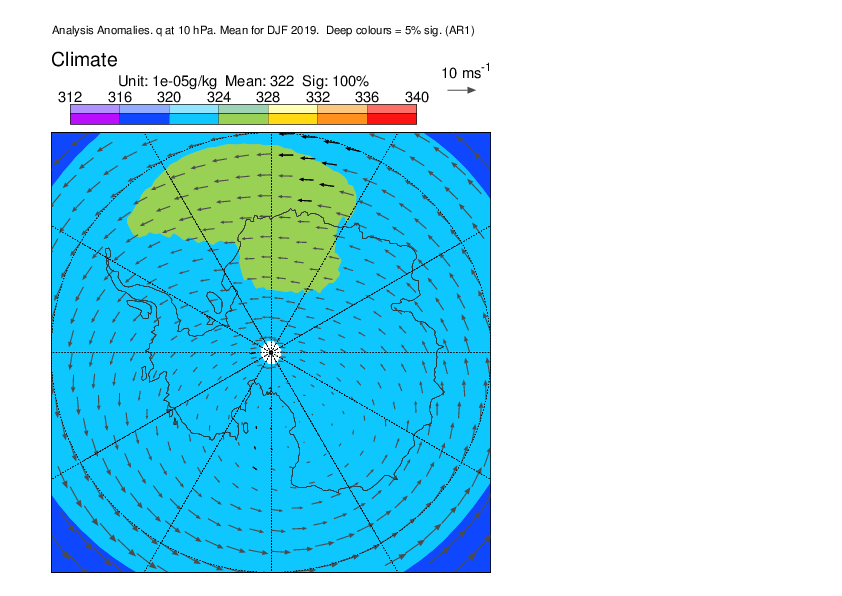 Analysis Anomalies. q at 10 hPa. Mean for DJF 2019. Deep colours = 5% sig. (AR1)
Climate
10 ms-1
Unit: 1e-05g/kg Mean: 322 Sig: 100%
312 316 320 324 328 332 336 340